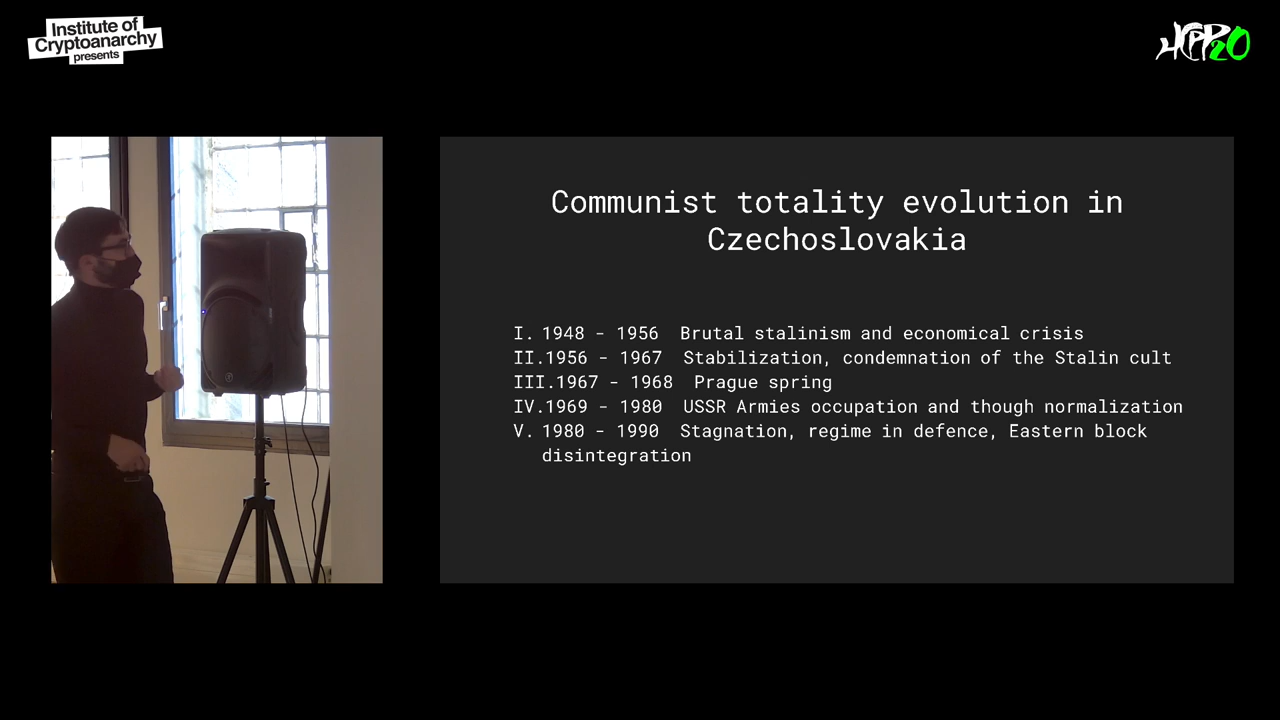 Institute of
Cryptoanarchy
presents
HCPP20
Communist totality evolution in
Czechoslovakia
I. 1948 - 1956 Brutal stalinism and economical crisis
II.1956 - 1967 Stabilization, condemnation of the Stalin cult
III.1967 - 1968 Prague spring
IV.1969 - 1980 USSR Armies occupation and though normalization
V. 1980 - 1990 Stagnation, regime in defence, Eastern block
disintegration